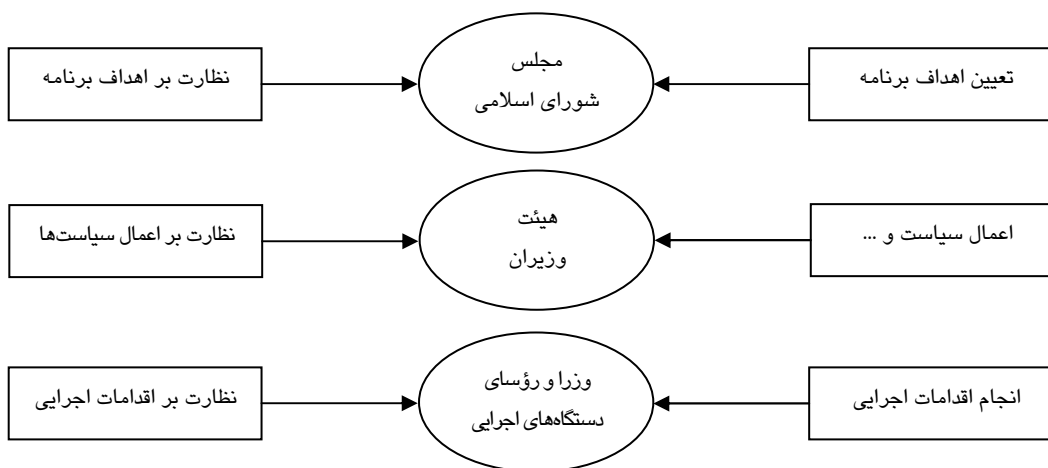 تعیین اهداف برنامه
مجلس
شورای اسلامی
نظارت بر اهداف برنامه
اعمال سیاست و ...
هیئت
وزیران
نظارت بر اعمال سیاست‌ها
انجام اقدامات اجرایی
وزرا و رؤسای
دستگاه‌های اجرایی
نظارت بر اقدامات اجرایی